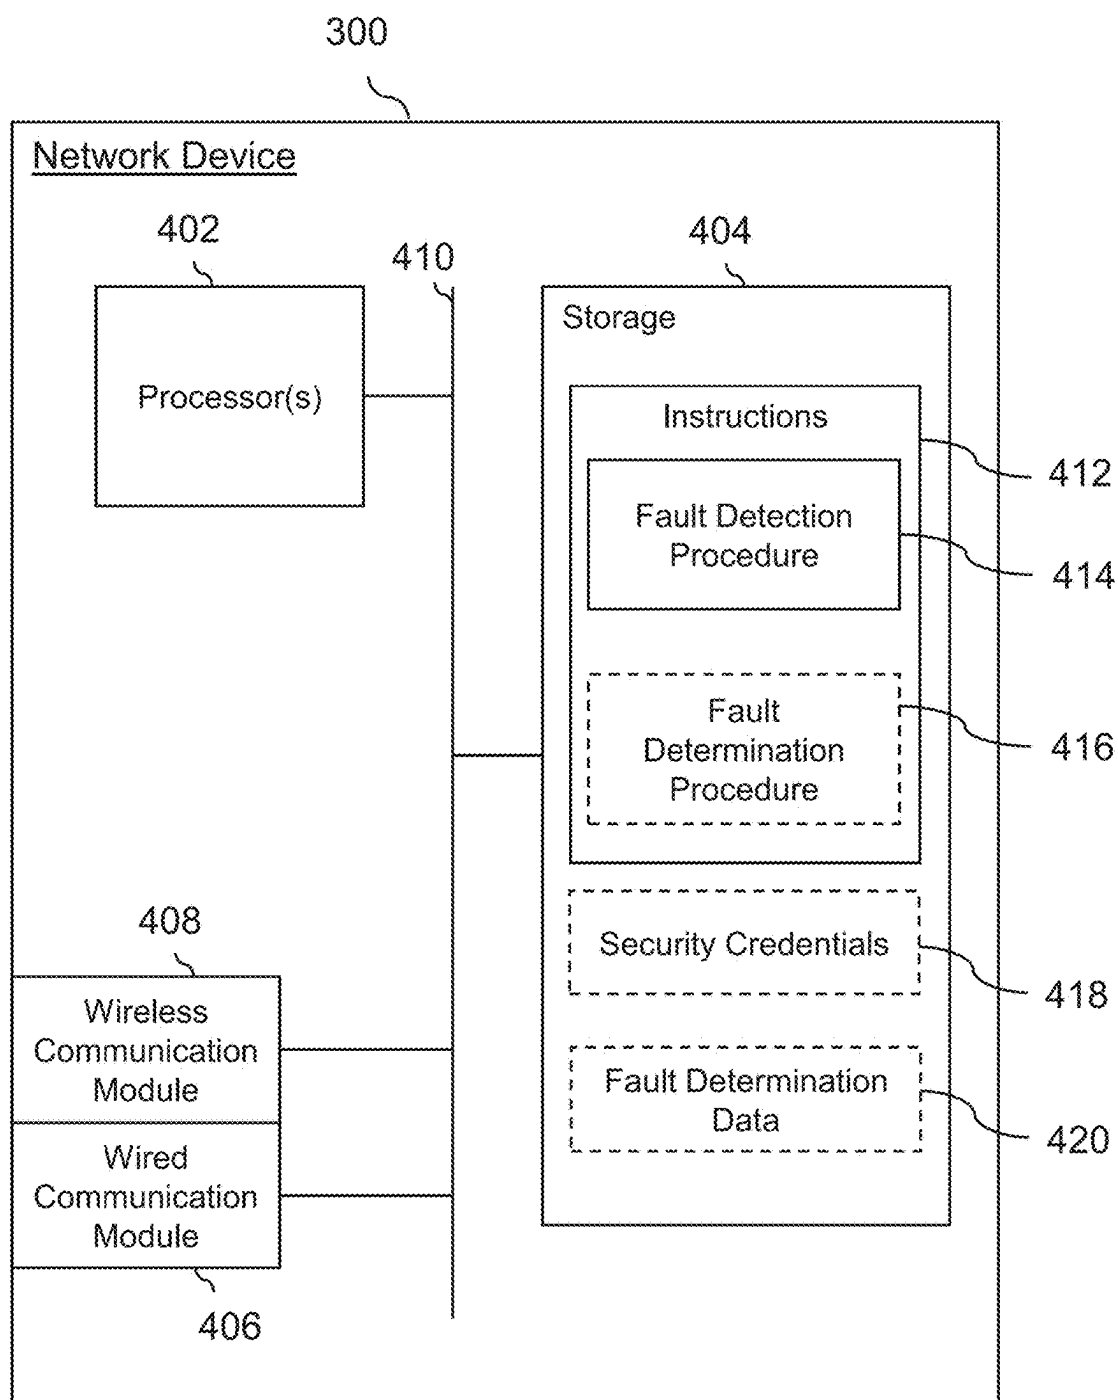 300
Network Device
402
410
404
Storage
Processor(s)
Instructions
412
Fault Detection
Procedure
414
Fault
Determination
Procedure
416
408
Security Credentials
418
Wireless
Communication
Module
Fault Determination
Data
420
Wired
Communication
Module
406